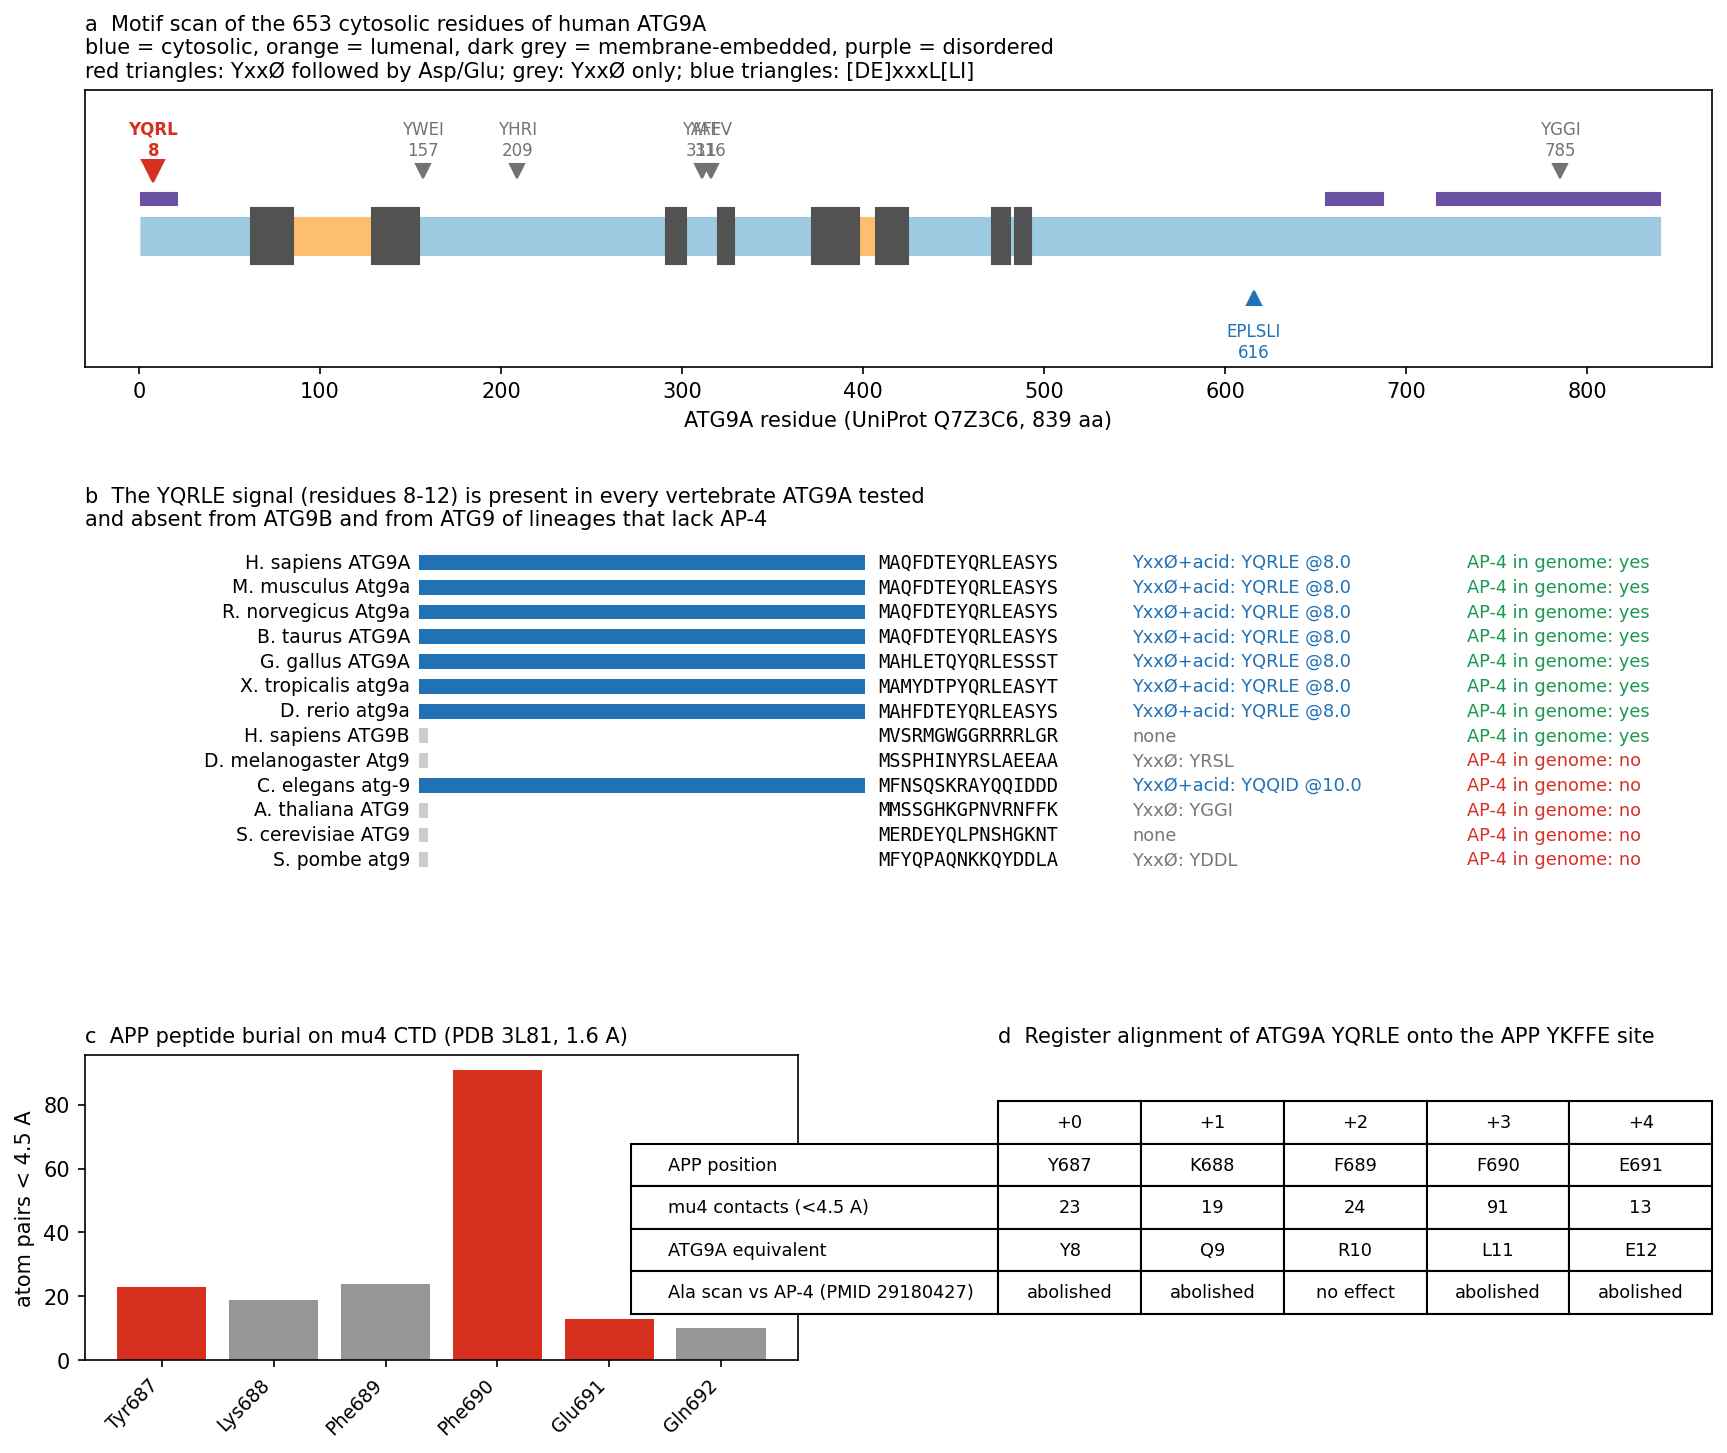 a  Motif scan of the 653 cytosolic residues of human ATG9A
blue = cytosolic, orange = lumenal, dark grey = membrane-embedded, purple = disordered
red triangles: YxxØ followed by Asp/Glu; grey: YxxØ only; blue triangles: [DE]xxxL[LI]
YQRL
8
YWEI
157
YHRI
209
311
316
YGGI
785
EPLSLI
616
0 100 200 300 400 500 600 700 800
ATG9A residue (UniProt Q7Z3C6, 839 aa)
b  The YQRLE signal (residues 8-12) is present in every vertebrate ATG9A tested
and absent from ATG9B and from ATG9 of lineages that lack AP-4
H. sapiens ATG9A MAQFDTEYQRLEASYS YxxØ+acid: YQRLE @8.0 AP-4 in genome: yes
M. musculus Atg9a MAQFDTEYQRLEASYS YxxØ+acid: YQRLE @8.0 AP-4 in genome: yes
R. norvegicus Atg9a MAQFDTEYQRLEASYS YxxØ+acid: YQRLE @8.0 AP-4 in genome: yes
B. taurus ATG9A MAQFDTEYQRLEASYS YxxØ+acid: YQRLE @8.0 AP-4 in genome: yes
G. gallus ATG9A MAHLETQYQRLESSST YxxØ+acid: YQRLE @8.0 AP-4 in genome: yes
X. tropicalis atg9a MAMYDTPYQRLEASYT YxxØ+acid: YQRLE @8.0 AP-4 in genome: yes
D. rerio atg9a MAHFDTEYQRLEASYS YxxØ+acid: YQRLE @8.0 AP-4 in genome: yes
H. sapiens ATG9B MVSRMGWGGRRRRLGR none AP-4 in genome: yes
D. melanogaster Atg9 MSSPHINYRSLAEEAA YxxØ: YRSL AP-4 in genome: no
C. elegans atg-9 MFNSQSKRAYQQIDDD YxxØ+acid: YQQID @10.0 AP-4 in genome: no
A. thaliana ATG9 MMSSGHKGPNVRNFFK YxxØ: YGGI AP-4 in genome: no
S. cerevisiae ATG9 MERDEYQLPNSHGKNT none AP-4 in genome: no
S. pombe atg9 MFYQPAQNKKQYDDLA YxxØ: YDDL AP-4 in genome: no
c  APP peptide burial on mu4 CTD (PDB 3L81, 1.6 A)
atom pairs < 4.5 A
80
60
40
20
0
Tyr687 Lys688 Phe689 Phe690 Glu691 Gln692
d  Register alignment of ATG9A YQRLE onto the APP YKFFE site
+0 +1 +2 +3 +4
APP position Y687 K688 F689 F690 E691
mu4 contacts (<4.5 A) 23 19 24 91 13
ATG9A equivalent Y8 Q9 R10 L11 E12
Ala scan vs AP-4 (PMID 29180427) abolished abolished no effect abolished abolished